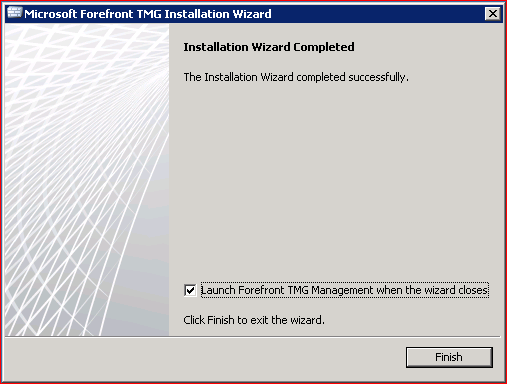 Microsoft Forefront TMG Installation Wizard
Installation Wizard Completed
The Installation Wizard completed successfully.
Launch Forefront TMG Management when the wizard closes
Click Finish to exit the wizard.
Finish